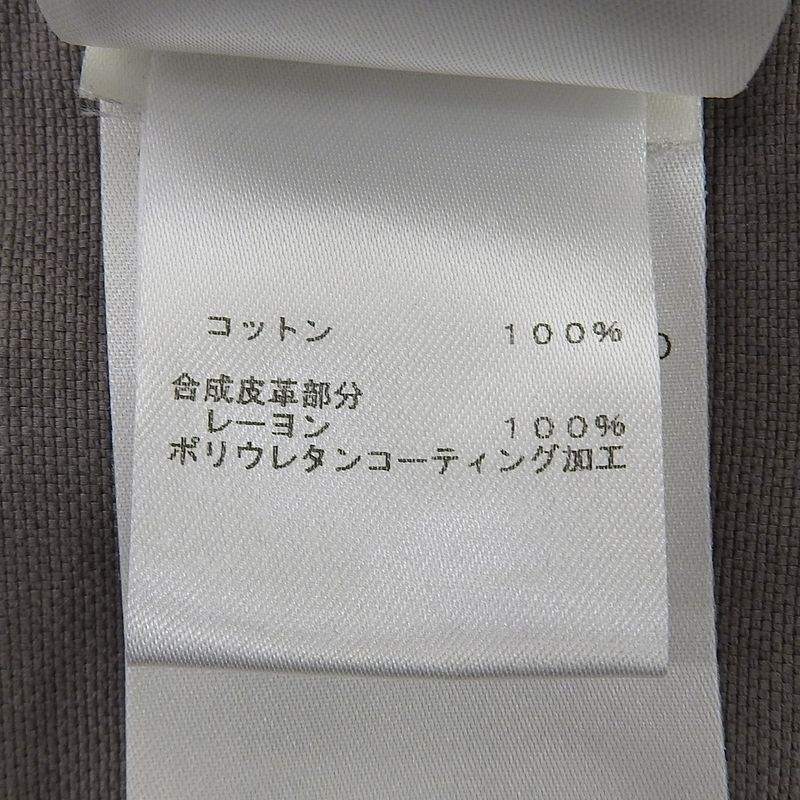 コットン 100%
合成皮革部分
レーヨン 100%
ポリウレタンコーティング加工